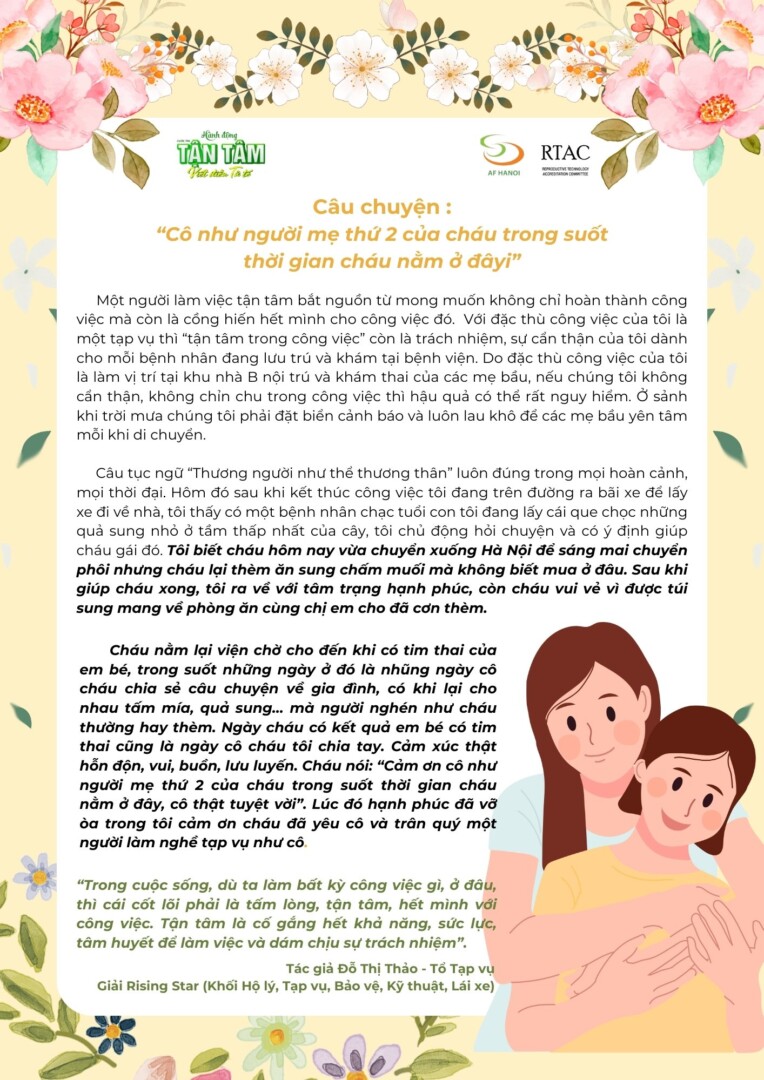 Hành động
TẬN TÂM
AF HANOI
RTAC
REPRODUCTIVE TECHNOLOGY
ACCREDITATION COMMITTEE
Câu chuyện :
“Cô như người mẹ thứ 2 của cháu trong suốt
thời gian cháu nằm ở đâyi”
Một người làm việc tận tâm bắt nguồn từ mong muốn không chỉ hoàn thành công
việc mà còn là cồng hiến hết mình cho công việc đó. Với đặc thù công việc của tôi là
một tạp vụ thì “tận tâm trong công việc” còn là trách nhiệm, sự cẩn thận của tôi dành
cho mỗi bệnh nhân đang lưu trú và khám tại bệnh viện. Do đặc thù công việc của tôi
là làm vị trí tại khu nhà B nội trú và khám thai của các mẹ bầu, nếu chúng tôi không
cẩn thận, không chỉn chu trong công việc thì hậu quả có thể rất nguy hiểm. Ở sảnh
khi trời mưa chúng tôi phải đặt biển cảnh báo và luôn lau khô để các mẹ bầu yên tâm
mỗi khi di chuyển.
Câu tục ngữ “Thương người như thể thương thân” luôn đúng trong mọi hoàn cảnh,
mọi thời đại. Hôm đó sau khi kết thúc công việc tôi đang trên đường ra bãi xe để lấy
xe đi về nhà, tôi thấy có một bệnh nhân chạc tuổi con tôi đang lấy cái que chọc những
quả sung nhỏ ở tầm thấp nhất của cây, tôi chủ động hỏi chuyện và có ý định giúp
cháu gái đó. Tôi biết cháu hôm nay vừa chuyển xuống Hà Nội để sáng mai chuyển
phôi nhưng cháu lại thèm ăn sung chấm muối mà không biết mua ở đâu. Sau khi
giúp cháu xong, tôi ra về với tâm trạng hạnh phúc, còn cháu vui vẻ vì được túi
sung mang về phòng ăn cùng chị em cho đã cơn thèm.
Cháu nằm lại viện chờ cho đến khi có tim thai của
em bé, trong suốt những ngày ở đó là nhũng ngày cô
cháu chia sẻ câu chuyện về gia đình, có khi lại cho
nhau tấm mía, quả sung... mà người nghén như cháu
thường hay thèm. Ngày cháu có kết quả em bé có tim
thai cũng là ngày cô cháu tôi chia tay. Cảm xúc thật
hỗn độn, vui, buồn, lưu luyến. Cháu nói: “Cảm ơn cô như
người mẹ thứ 2 của cháu trong suốt thời gian cháu
nằm ở đây, cô thật tuyệt vời”. Lúc đó hạnh phúc đã vỡ
òa trong tôi cảm ơn cháu đã yêu cô và trân quý một
người làm nghề tạp vụ như cô.
“Trong cuộc sống, dù ta làm bất kỳ công việc gì, ở đâu,
thì cái cốt lõi phải là tấm lòng, tận tâm, hết mình với
công việc. Tận tâm là cố gắng hết khả năng, sức lực,
tâm huyết để làm việc và dám chịu sự trách nhiệm”.
Tác giả Đỗ Thị Thảo - Tổ Tạp vụ
Giải Rising Star (Khối Hộ lý, Tạp vụ, Bảo vệ, Kỹ thuật, Lái xe)